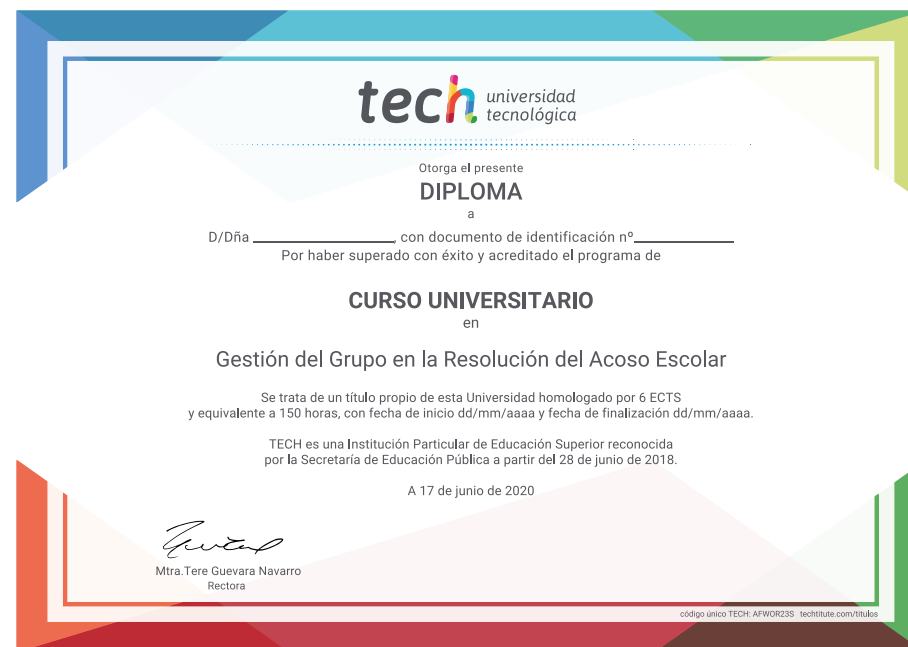 tech universidad
tecnológica
Otorga el presente
DIPLOMA
a
D/Dña ______________, con documento de identificación nº__________
Por haber superado con éxito y acreditado el programa de
CURSO UNIVERSITARIO
en
Gestión del Grupo en la Resolución del Acoso Escolar
Se trata de un título propio de esta Universidad homologado por 6 ECTS
y equivalente a 150 horas, con fecha de inicio dd/mm/aaaa y fecha de finalización dd/mm/aaaa.
TECH es una Institución Particular de Educación Superior reconocida
por la Secretaría de Educación Pública a partir del 28 de junio de 2018.
A 17 de junio de 2020
Mtra.Tere Guevara Navarro
Rectora
código único TECH: AFWOR23S techtitute.com/títulos